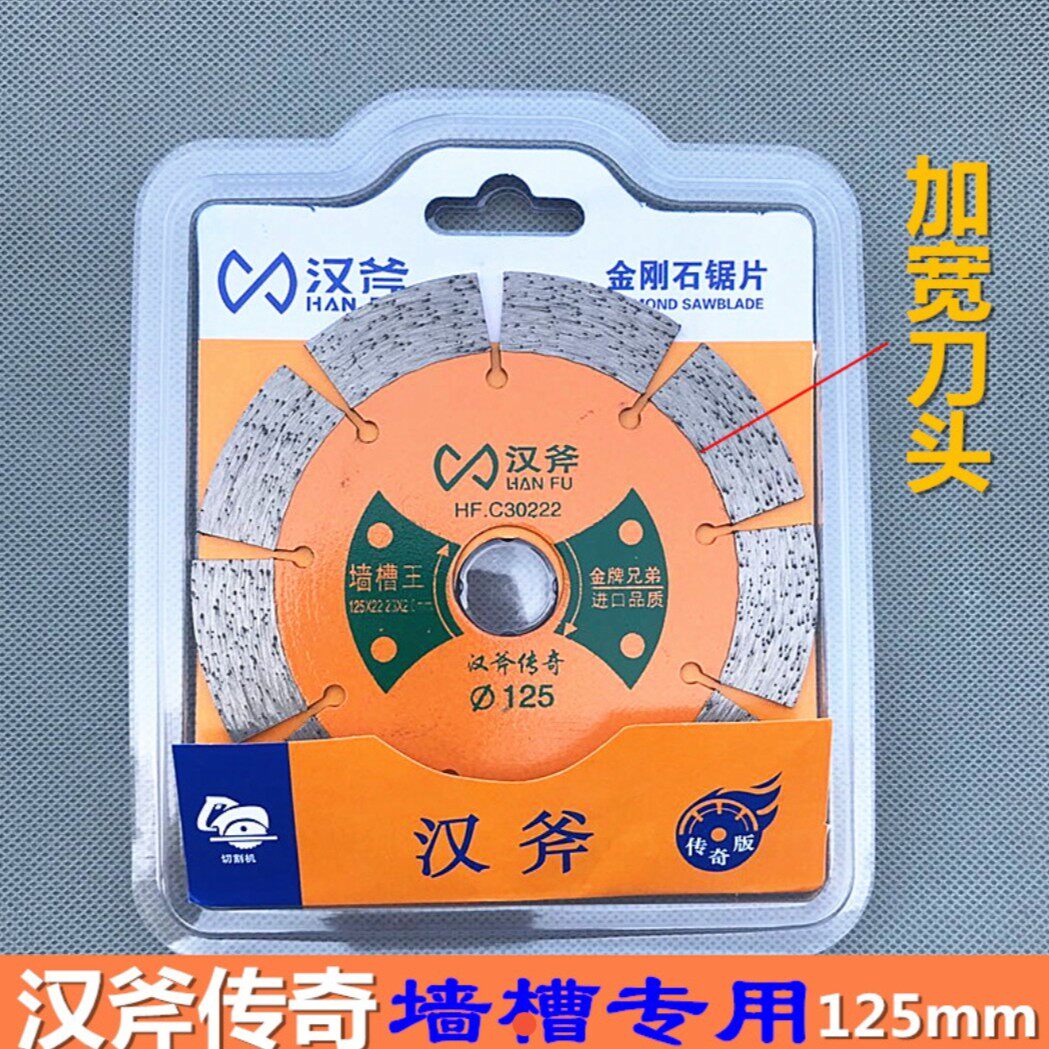 汉斧
HAN FU
金刚石锯片
MOND SAWBLADE
加宽刀头
汉斧
HAN FU
HF.C30222
墙槽王
金牌兄弟
进口品质
汉斧传奇
Ø125
切割机
汉斧
传奇版
汉斧传奇 墙槽专用 125mm